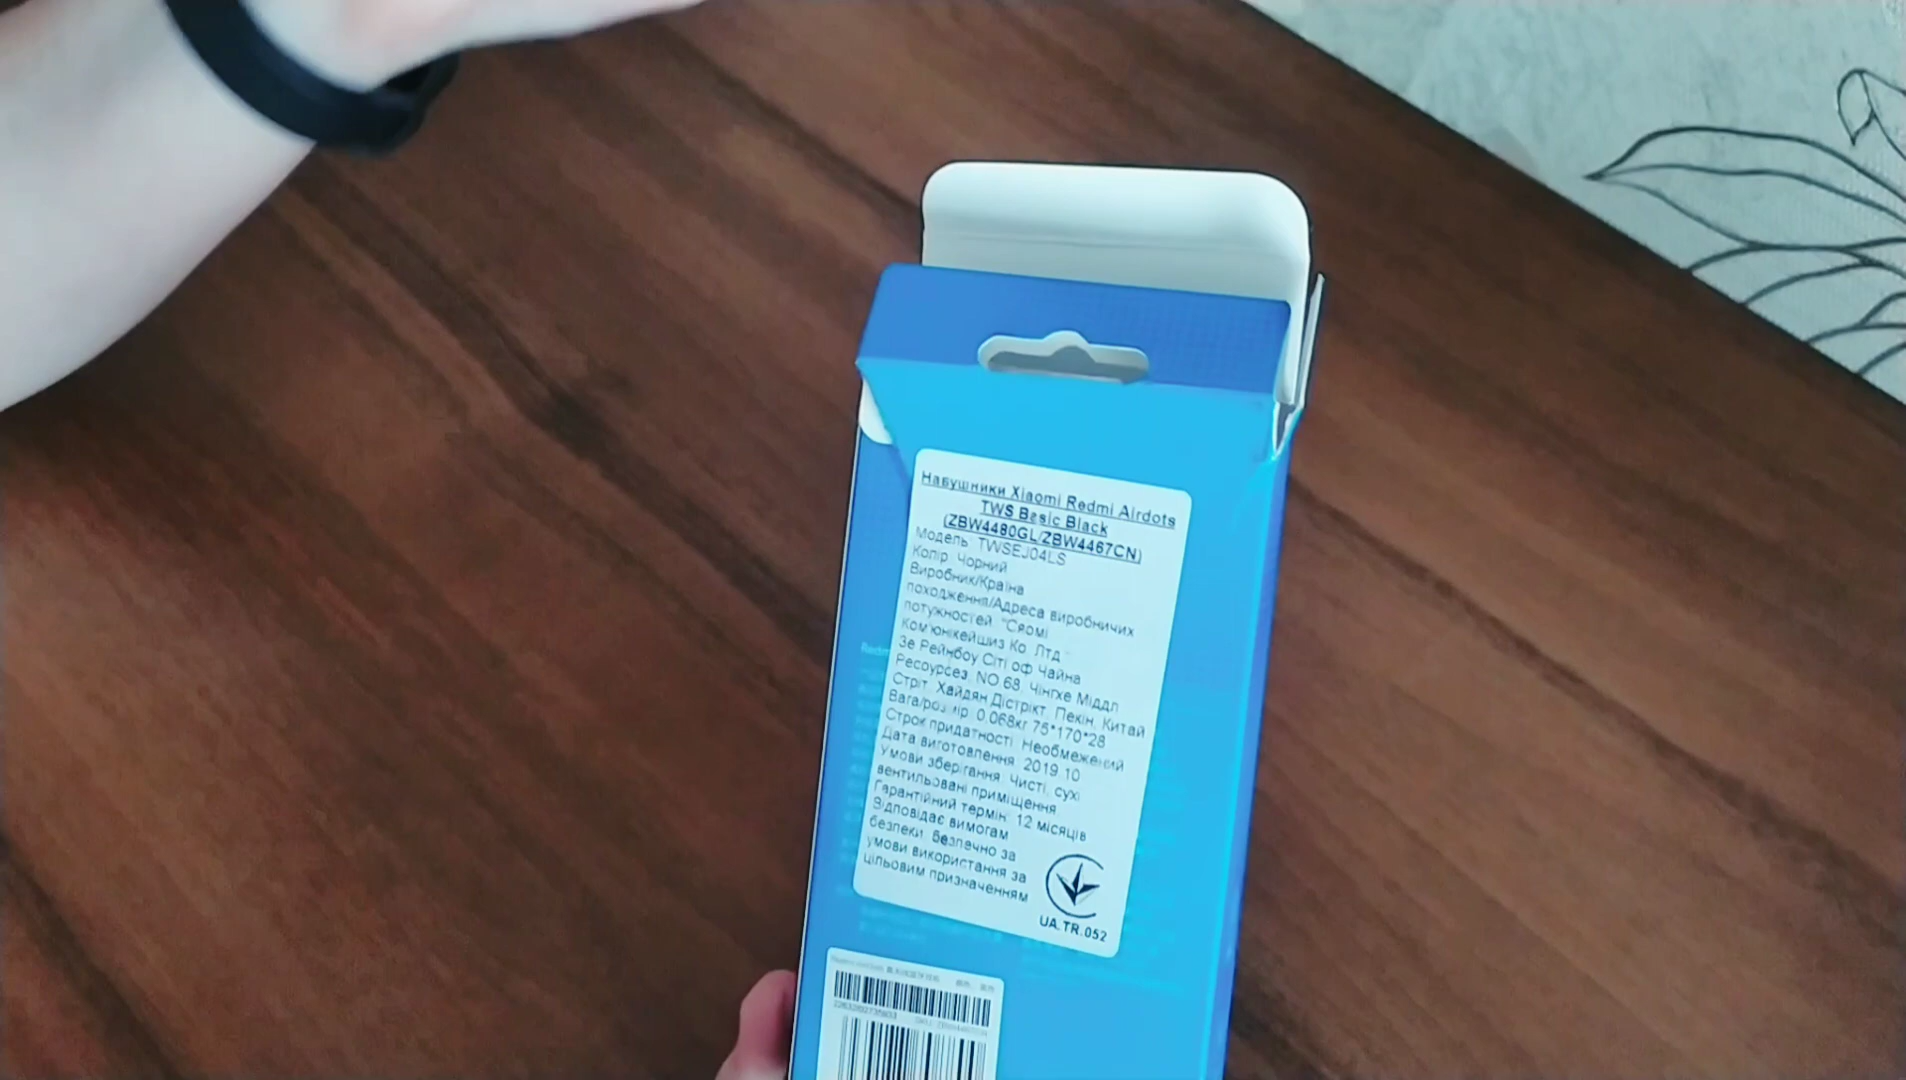 Навушники Xiaomi Redmi Airdots
TWS Basic Black
(ZBW4480GL/ZBW4467CN)
Модель: TWSEJ04LS
Колір: Чорний
Виробник/Країна
походження/Адреса виробничих
потужностей: "Сяомі
Ком'юнікейшиз Ко. Лтд."
Зе Рейнбоу Сіті оф Чайна
Ресоурсез, NO.68, Чінгхе Міддл
Стріт, Хайдян Дістрікт, Пекін, Китай
Вага/розмір: 0.068кг 75*170*28
Строк придатності: Необмежений
Дата виготовлення: 2019.10
Умови зберігання: Чисті, сухі
вентильовані приміщення
Гарантійний термін: 12 місяців
Відповідає вимогам
безпеки. Безпечно за
умови використання за
цільовим призначенням
UA.TR.052